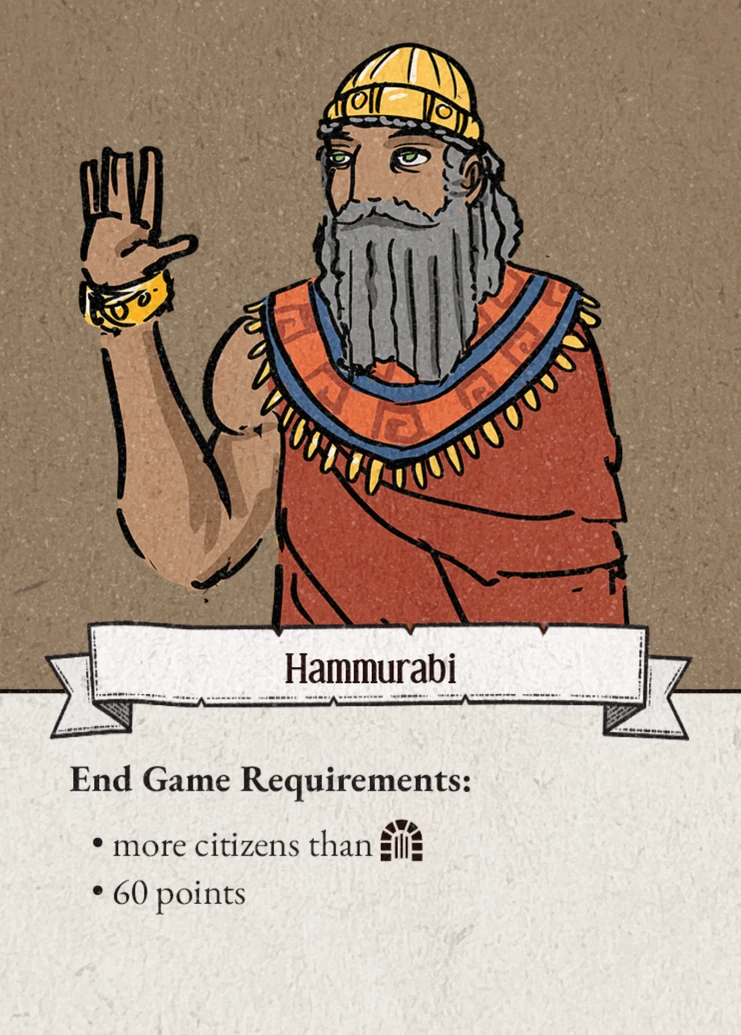 Hammurabi
End Game Requirements:
• more citizens than
• 60 points